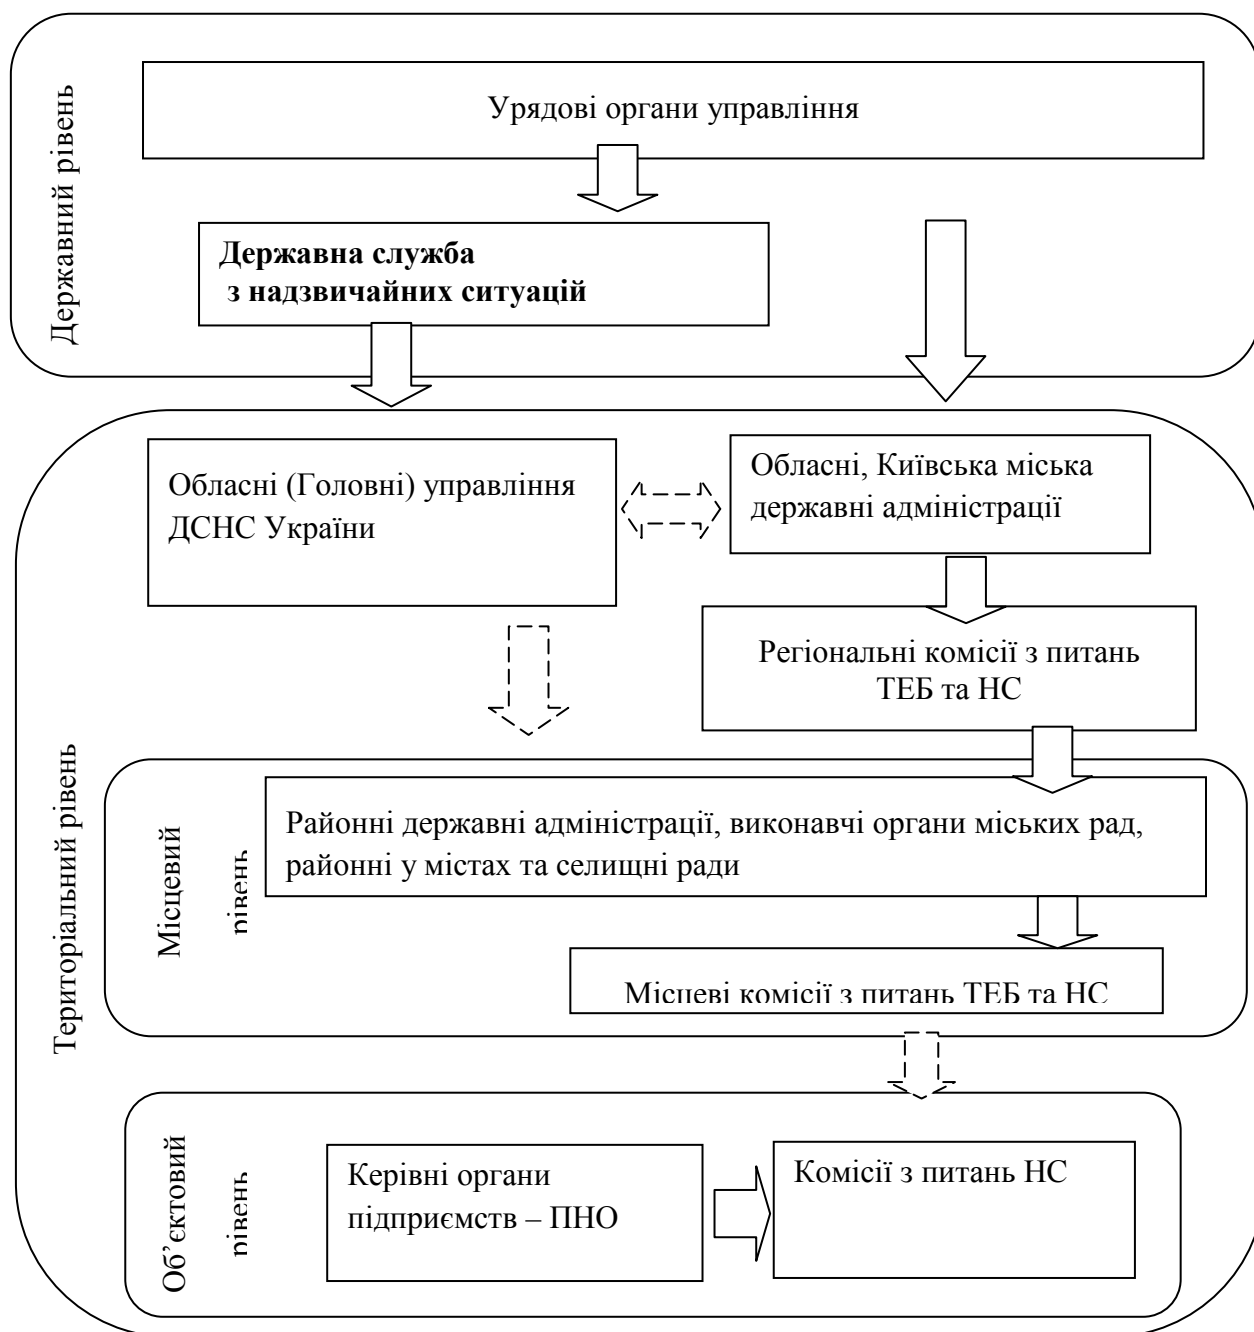 Державний рівень
Урядові органи управління
Державна служба
з надзвичайних ситуацій
Територіальний рівень
Обласні (Головні) управління
ДСНС України
Обласні, Київська міська
державні адміністрації
Регіональні комісії з питань
ТЕБ та НС
Місцевий
рівень
Районні державні адміністрації, виконавчі органи міських рад,
районні у містах та селищні ради
Місцеві комісії з питань ТЕБ та НС
Об’єктовий
рівень
Керівні органи
підприємств – ПНО
Комісії з питань НС